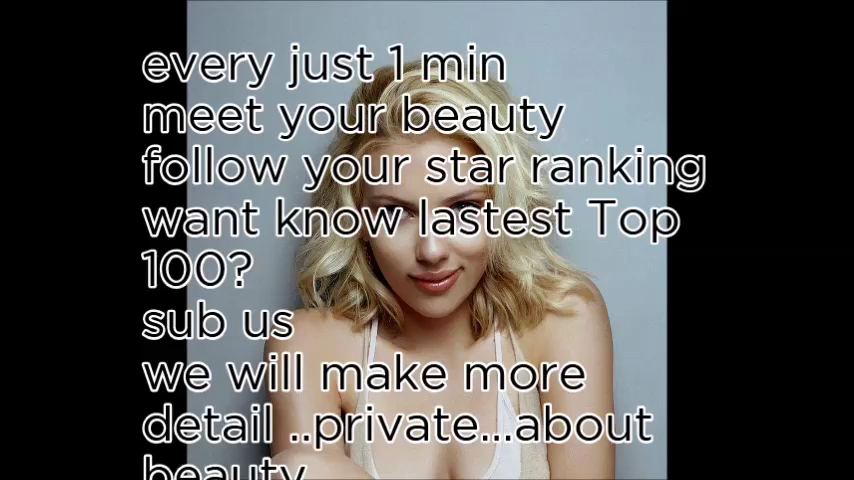 every just 1 min
meet your beauty
follow your star ranking
want know lastest Top
100?
sub us
we will make more
detail ..private...about
beauty